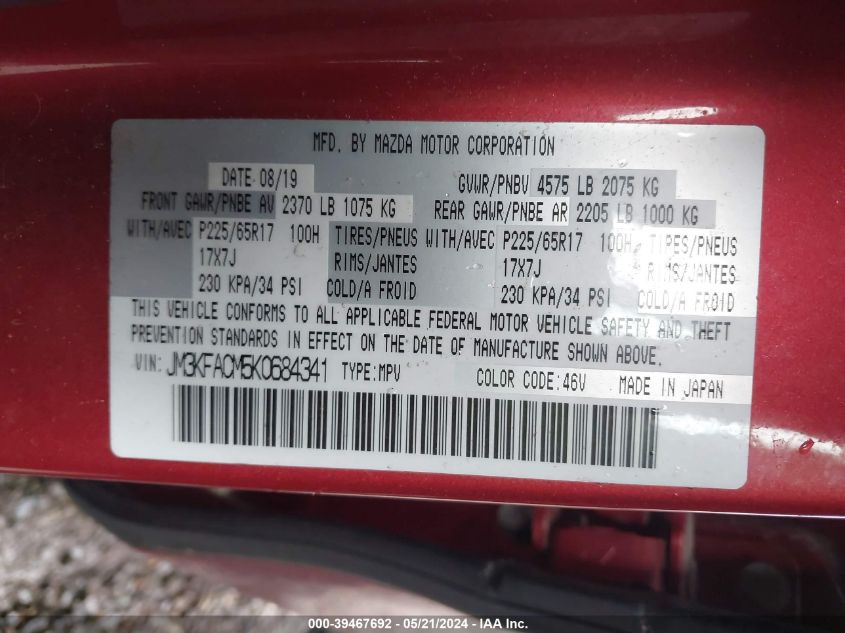 MFD. BY MAZDA MOTOR CORPORATION
DATE 08/19 GVWR/PNBV 4575 LB 2075 KG
FRONT GAWR/PNBE AV 2370 LB 1075 KG REAR GAWR/PNBE AR 2205 LB 1000 KG
WITH/AVEC P225/65R17 100H TIRES/PNEUS WITH/AVEC P225/65R17 100H TIRES/PNEUS
17X7J RIMS/JANTES 17X7J RIMS/JANTES
230 KPA/34 PSI COLD/A FROID 230 KPA/34 PSI COLD/A FROID
THIS VEHICLE CONFORMS TO ALL APPLICABLE FEDERAL MOTOR VEHICLE SAFETY AND THEFT
PREVENTION STANDARDS IN EFFECT ON THE DATE OF MANUFACTURE SHOWN ABOVE.
VIN: JM3KFACM5K0684341 TYPE:MPV COLOR CODE:46V MADE IN JAPAN
000-39467692 - 05/21/2024 - IAAI.COM